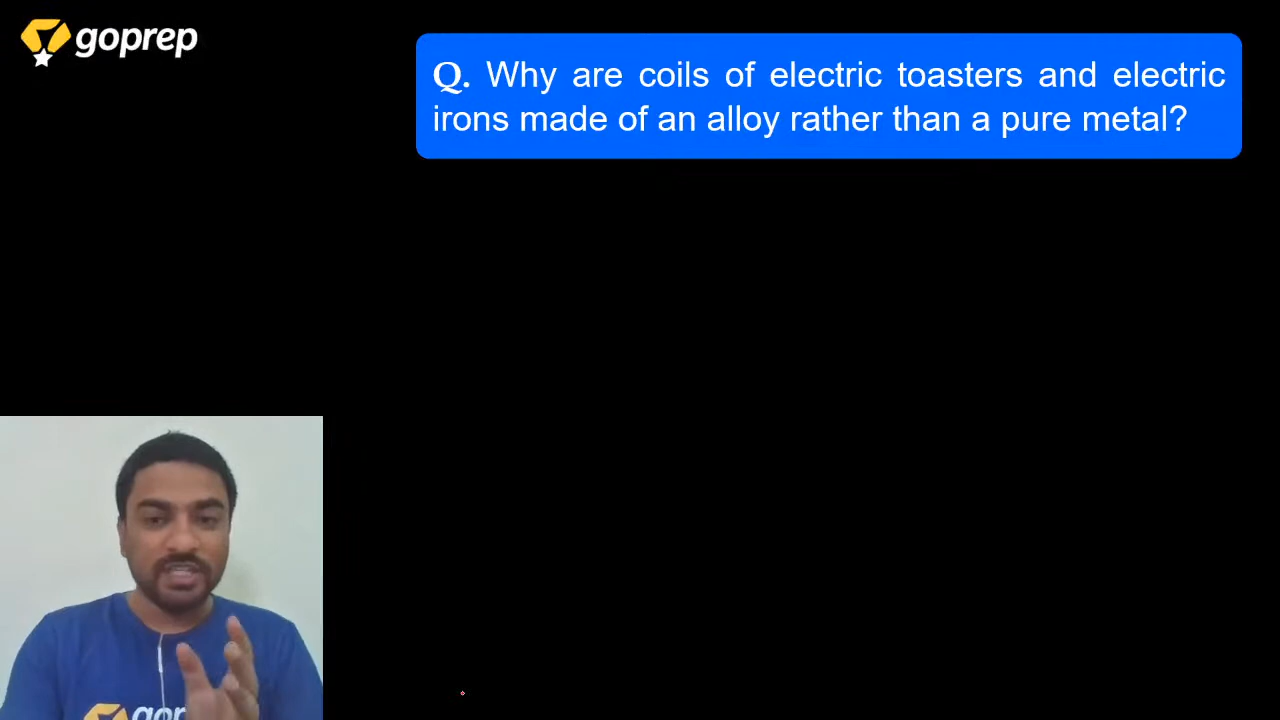 goprep
Q. Why are coils of electric toasters and electric
irons made of an alloy rather than a pure metal?